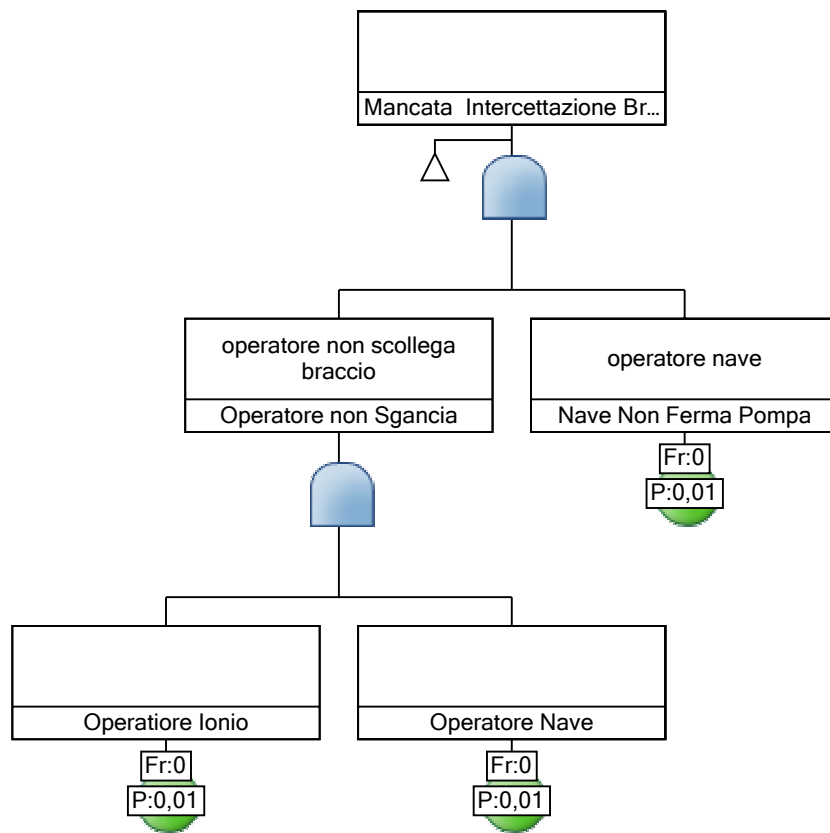 Mancata Intercettazione Br...
operatore non scollega
braccio
Operatore non Sgancia
operatore nave
Nave Non Ferma Pompa
Fr:0
P:0,01
Operatiore Ionio
Fr:0
P:0,01
Operatore Nave
Fr:0
P:0,01